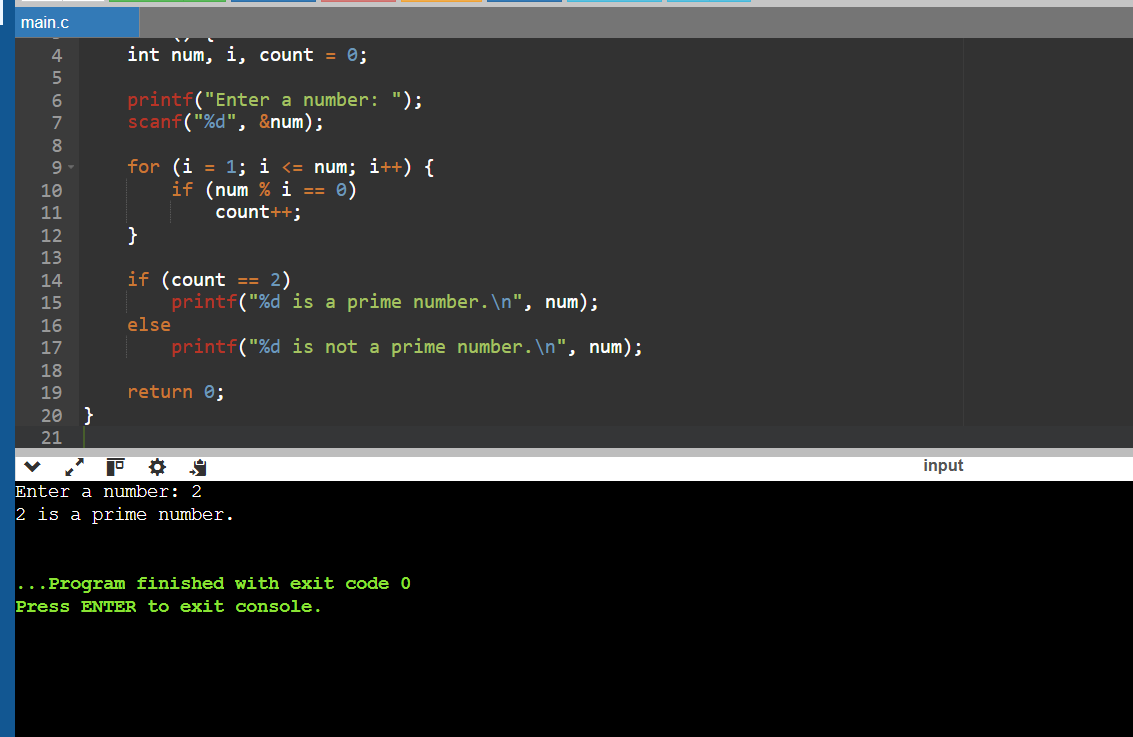 main.c
4 int num, i, count = 0;
5
6 printf("Enter a number: ");
7 scanf("%d", &num);
8
9 for (i = 1; i <= num; i++) {
10 if (num % i == 0)
11 count++;
12 }
13
14 if (count == 2)
15 printf("%d is a prime number.\n", num);
16 else
17 printf("%d is not a prime number.\n", num);
18
19 return 0;
20 }
21
input
Enter a number: 2
2 is a prime number.
...Program finished with exit code 0
Press ENTER to exit console.